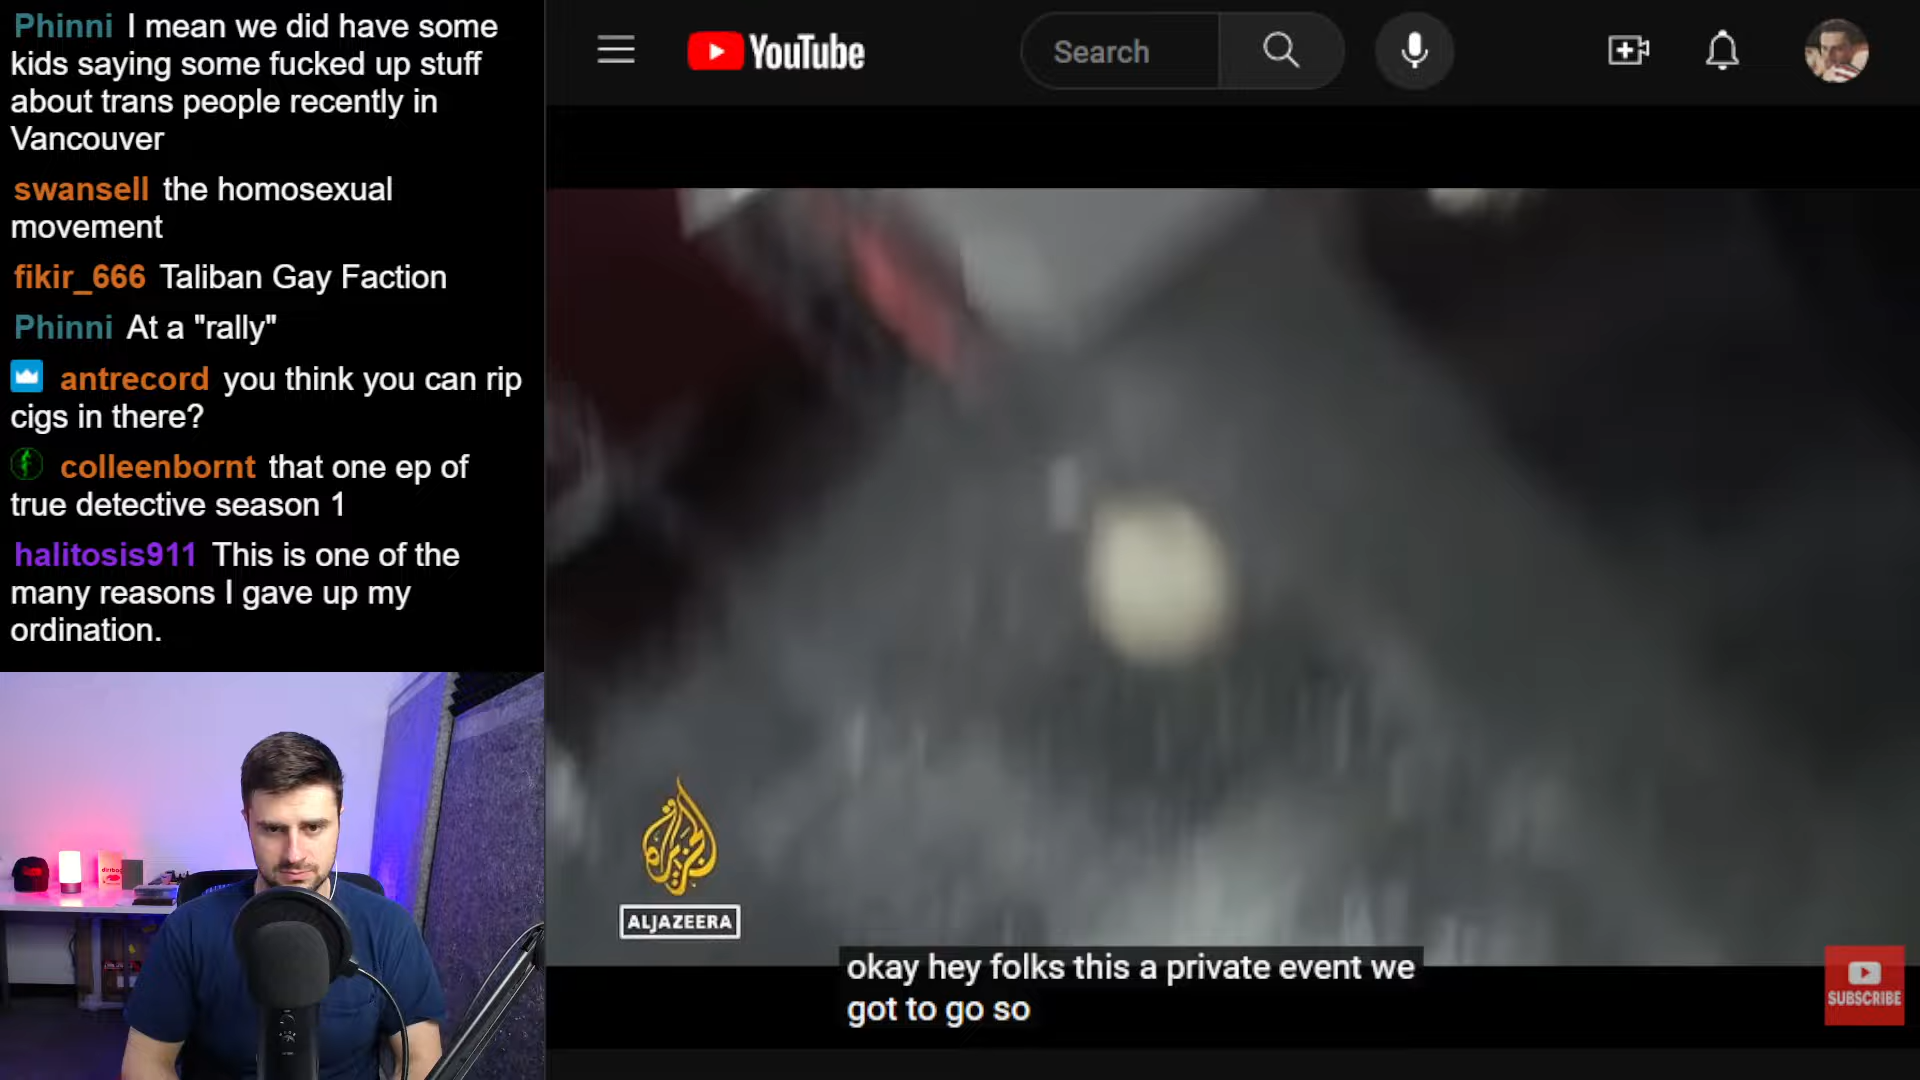 Phinni I mean we did have some
kids saying some fucked up stuff
about trans people recently in
Vancouver
swansell the homosexual
movement
fikir_666 Taliban Gay Faction
Phinni At a "rally"
antrecord you think you can rip
cigs in there?
colleenbornt that one ep of
true detective season 1
halitosis911 This is one of the
many reasons I gave up my
ordination.
YouTube
Search
ALJAZEERA
okay hey folks this a private event we
got to go so
SUBSCRIBE